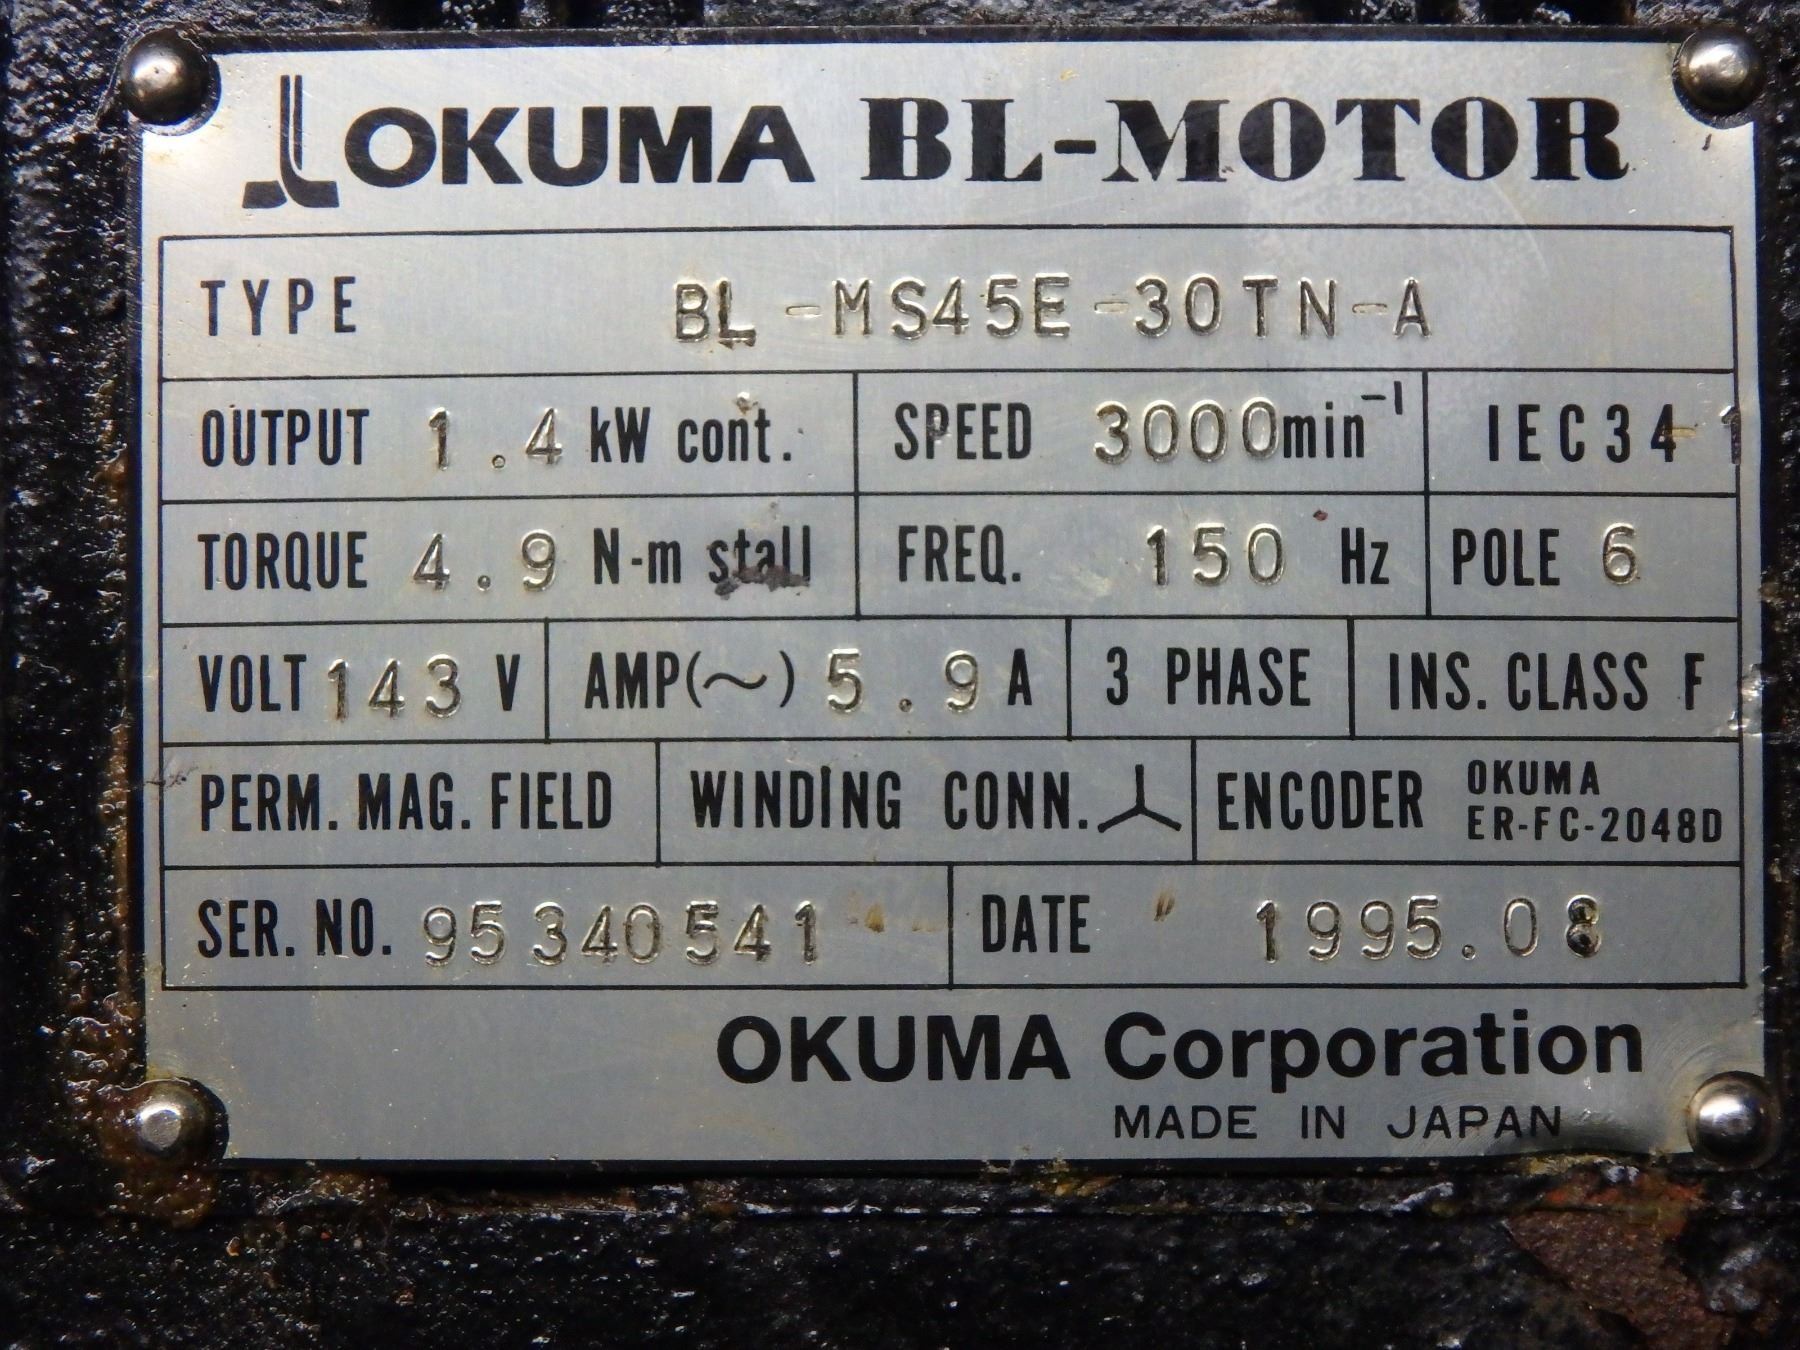 OKUMA BL-MOTOR
TYPE BL-MS45E-30TN-A
OUTPUT 1.4 kW cont. SPEED 3000min⁻¹ IEC34-1
TORQUE 4.9 N-m stall FREQ. 150 Hz POLE 6
VOLT 143 V AMP(~) 5.9 A 3 PHASE INS. CLASS F
PERM. MAG. FIELD WINDING CONN. ENCODER OKUMA
ER-FC-2048D
SER. NO. 95340541 DATE 1995.08
OKUMA Corporation
MADE IN JAPAN